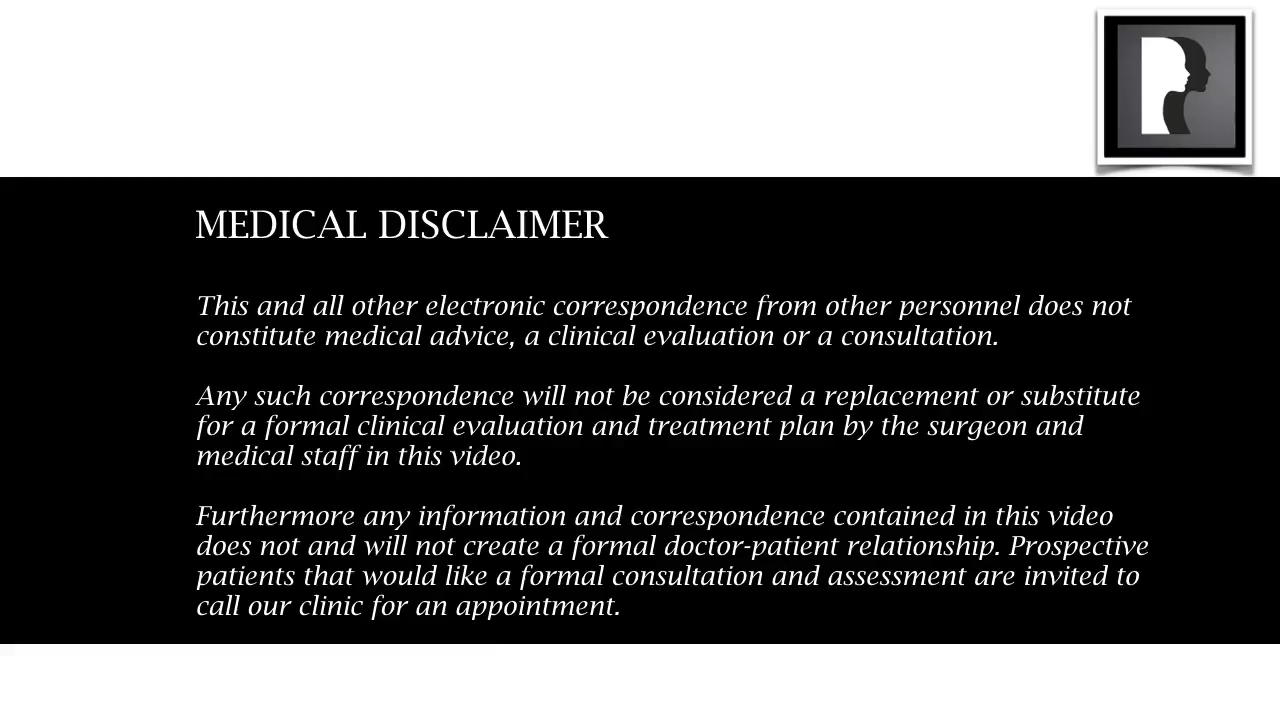 MEDICAL DISCLAIMER
This and all other electronic correspondence from other personnel does not
constitute medical advice, a clinical evaluation or a consultation.
Any such correspondence will not be considered a replacement or substitute
for a formal clinical evaluation and treatment plan by the surgeon and
medical staff in this video.
Furthermore any information and correspondence contained in this video
does not and will not create a formal doctor-patient relationship. Prospective
patients that would like a formal consultation and assessment are invited to
call our clinic for an appointment.